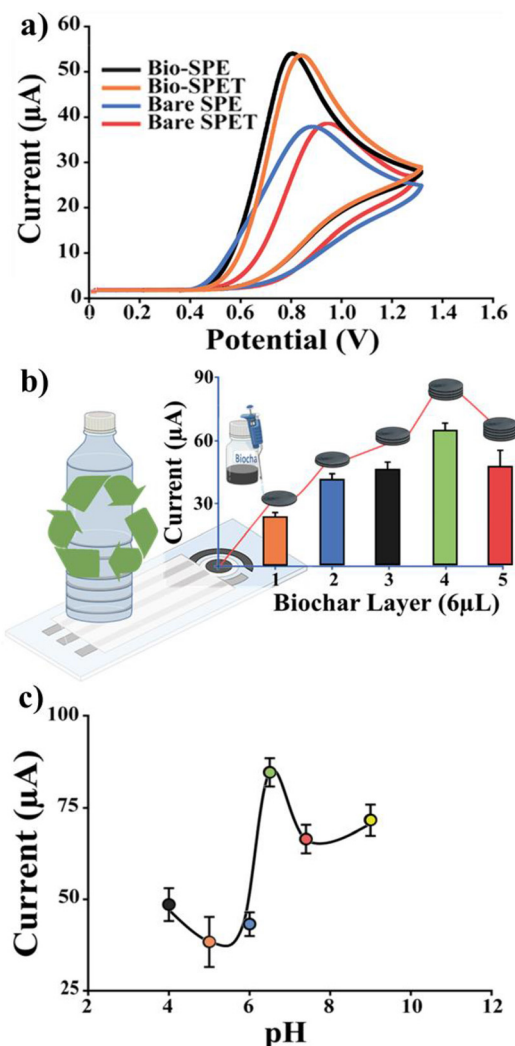 a)
60
50
40
30
20
10
0
Current (µA)
Bio-SPE
Bio-SPET
Bare SPE
Bare SPET
0 0.2 0.4 0.6 0.8 1.0 1.2 1.4 1.6
Potential (V)
b)
90
60
30
Current (µA)
Biocha
1 2 3 4 5
Biochar Layer (6µL)
c)
100
75
50
25
Current (µA)
2 4 6 8 10 12
pH